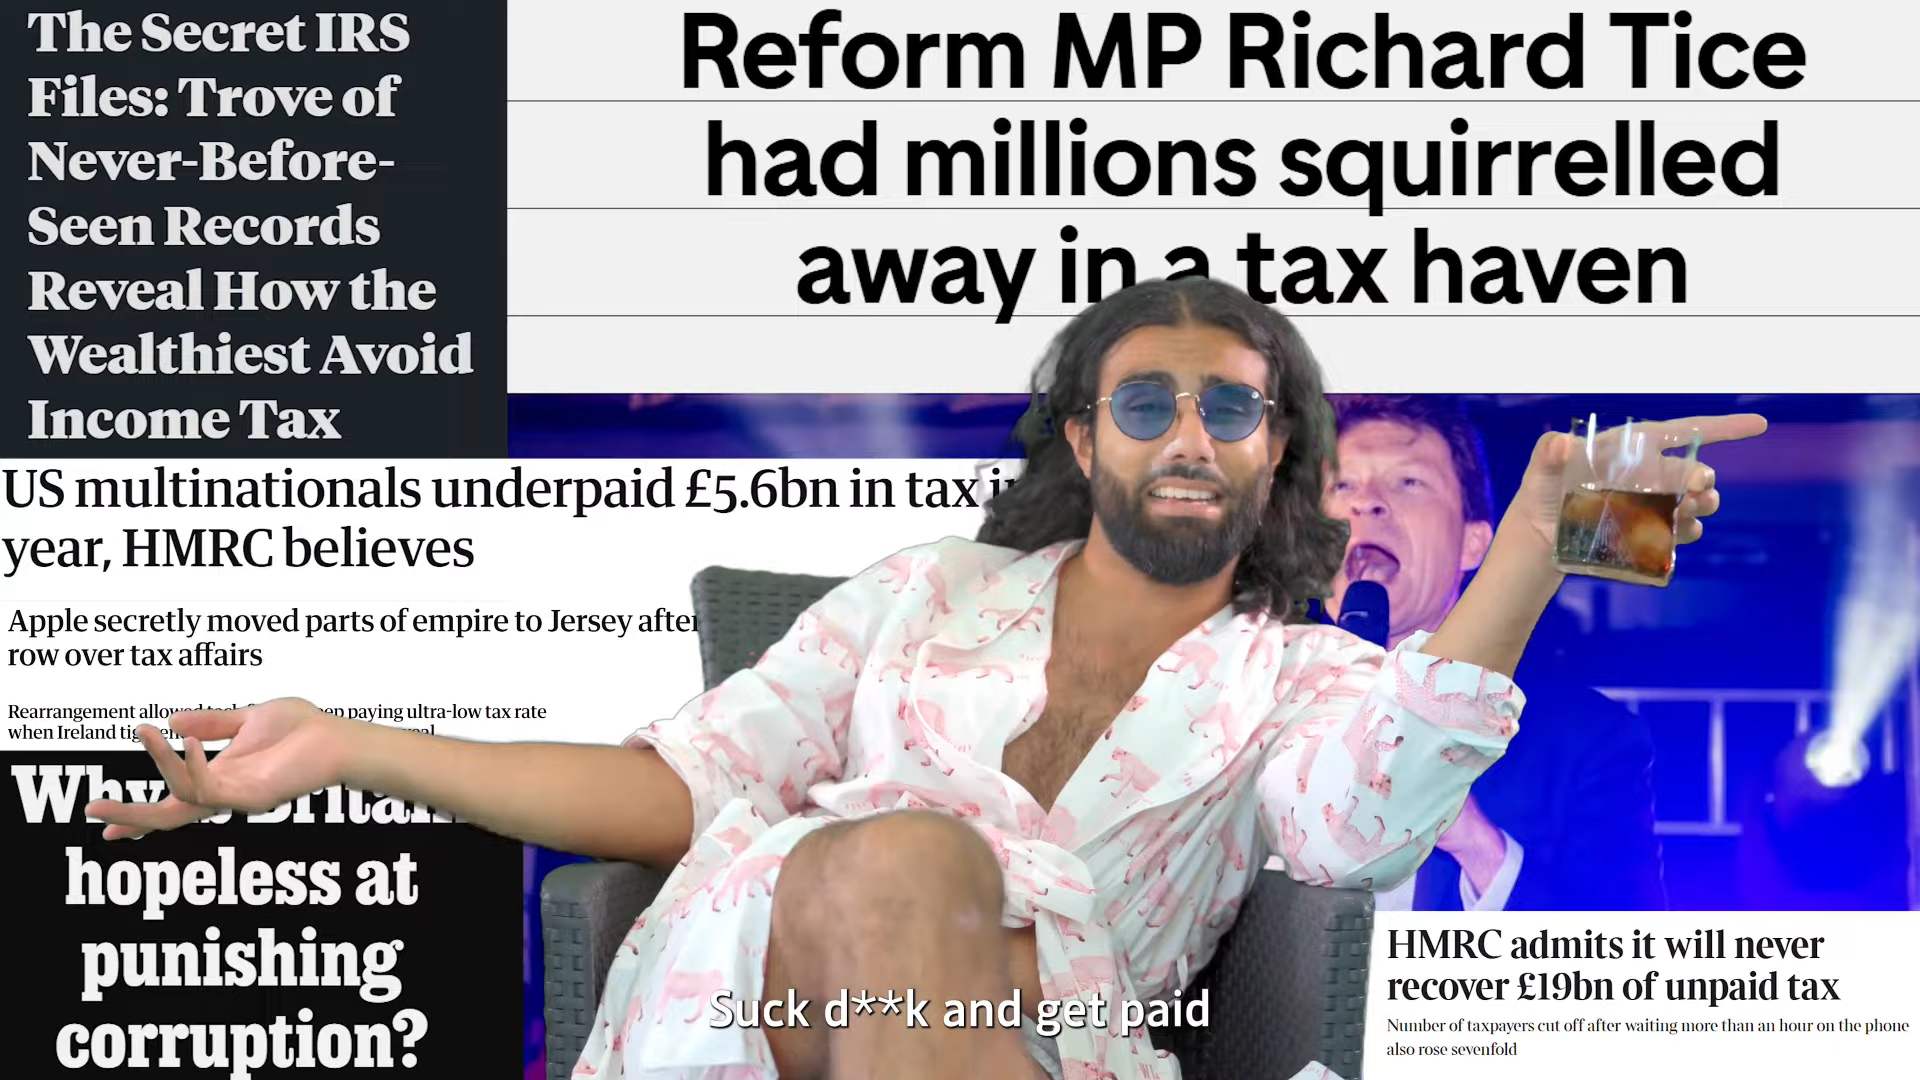 The Secret IRS
Files: Trove of
Never-Before-
Seen Records
Reveal How the
Wealthiest Avoid
Income Tax
Reform MP Richard Tice
had millions squirrelled
away in a tax haven
US multinationals underpaid £5.6bn in tax
year, HMRC believes
Apple secretly moved parts of empire to Jersey after
row over tax affairs
Rearrangement allowed paying ultra-low tax rate
when Ireland
Why Britain
hopeless at
punishing
corruption?
Suck d**k and get paid
HMRC admits it will never
recover £19bn of unpaid tax
Number of taxpayers cut off after waiting more than an hour on the phone
also rose sevenfold